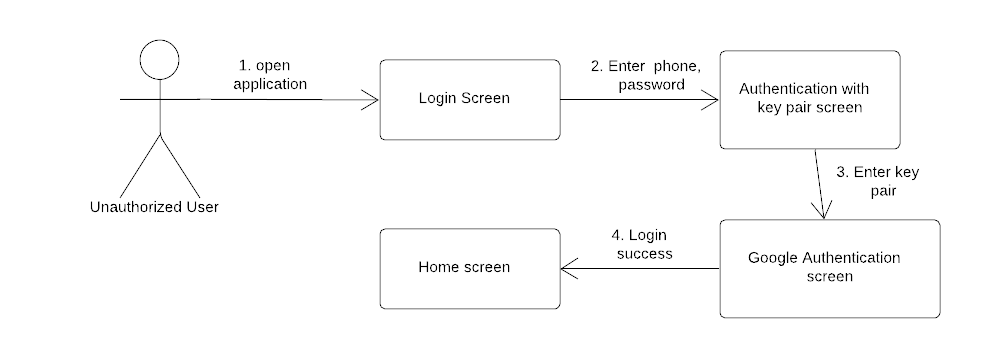 1. open
application
Login Screen
2. Enter phone,
password
Authentication with
key pair screen
Unauthorized User
3. Enter key
pair
Google Authentication
screen
4. Login
success
Home screen